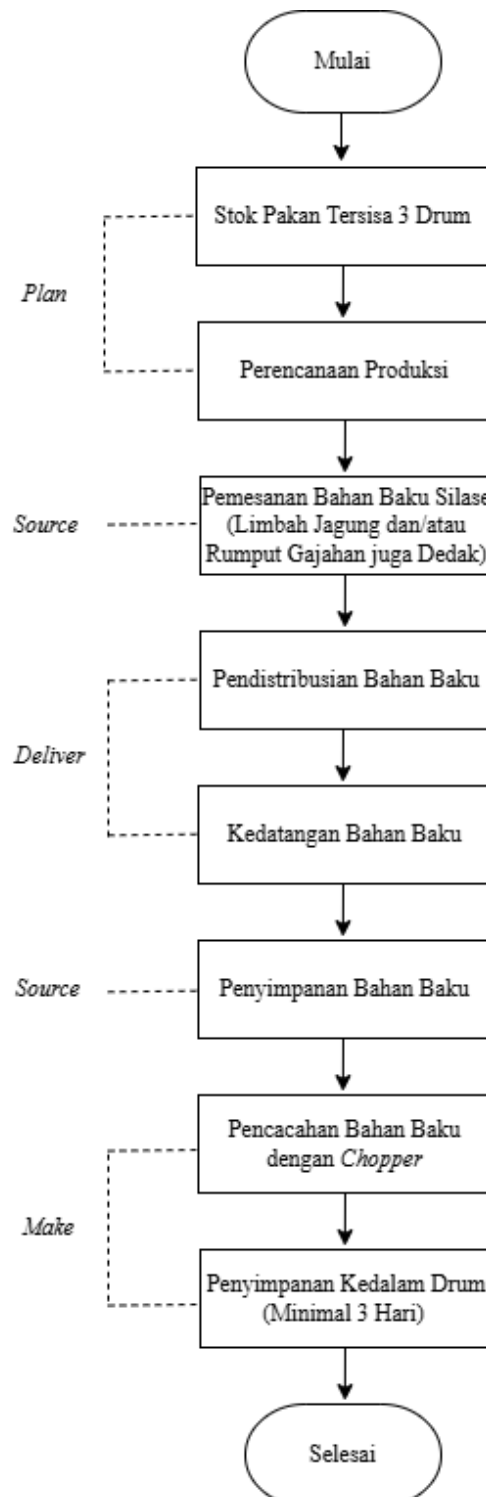 Mulai
Stok Pakan Tersisa 3 Drum
Plan
Perencanaan Produksi
Pemesanan Bahan Baku Silase
Source
(Limbah Jagung dan/atau
Rumput Gajahan juga Dedak)
Pendistribusian Bahan Baku
Deliver
Kedatangan Bahan Baku
Source
Penyimpanan Bahan Baku
Pencacahan Bahan Baku
dengan Chopper
Make
Penyimpanan Kedalam Drum
(Minimal 3 Hari)
Selesai